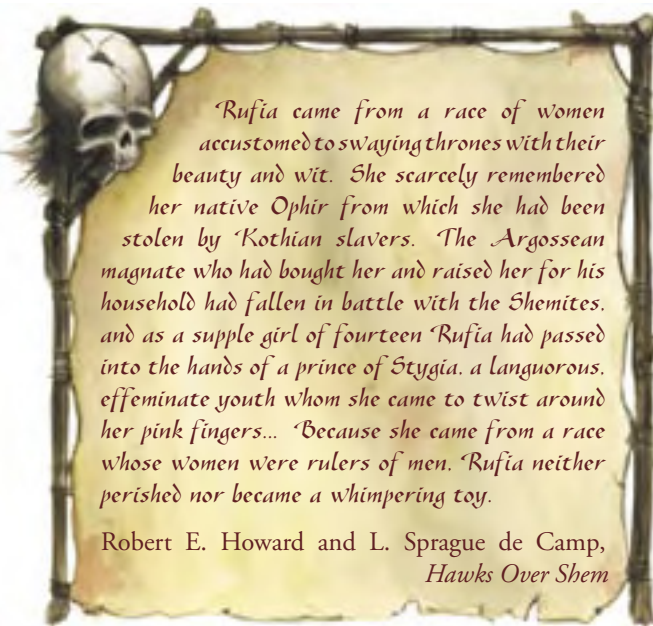 Rufia came from a race of women
accustomed to swaying thrones with their
beauty and wit. She scarcely remembered
her native Ophir from which she had been
stolen by Kothian slavers. The Argossean
magnate who had bought her and raised her for his
household had fallen in battle with the Shemites,
and as a supple girl of fourteen Rufia had passed
into the hands of a prince of Stygia, a languorous,
effeminate youth whom she came to twist around
her pink fingers... Because she came from a race
whose women were rulers of men, Rufia neither
perished nor became a whimpering toy.
Robert E. Howard and L. Sprague de Camp,
Hawks Over Shem